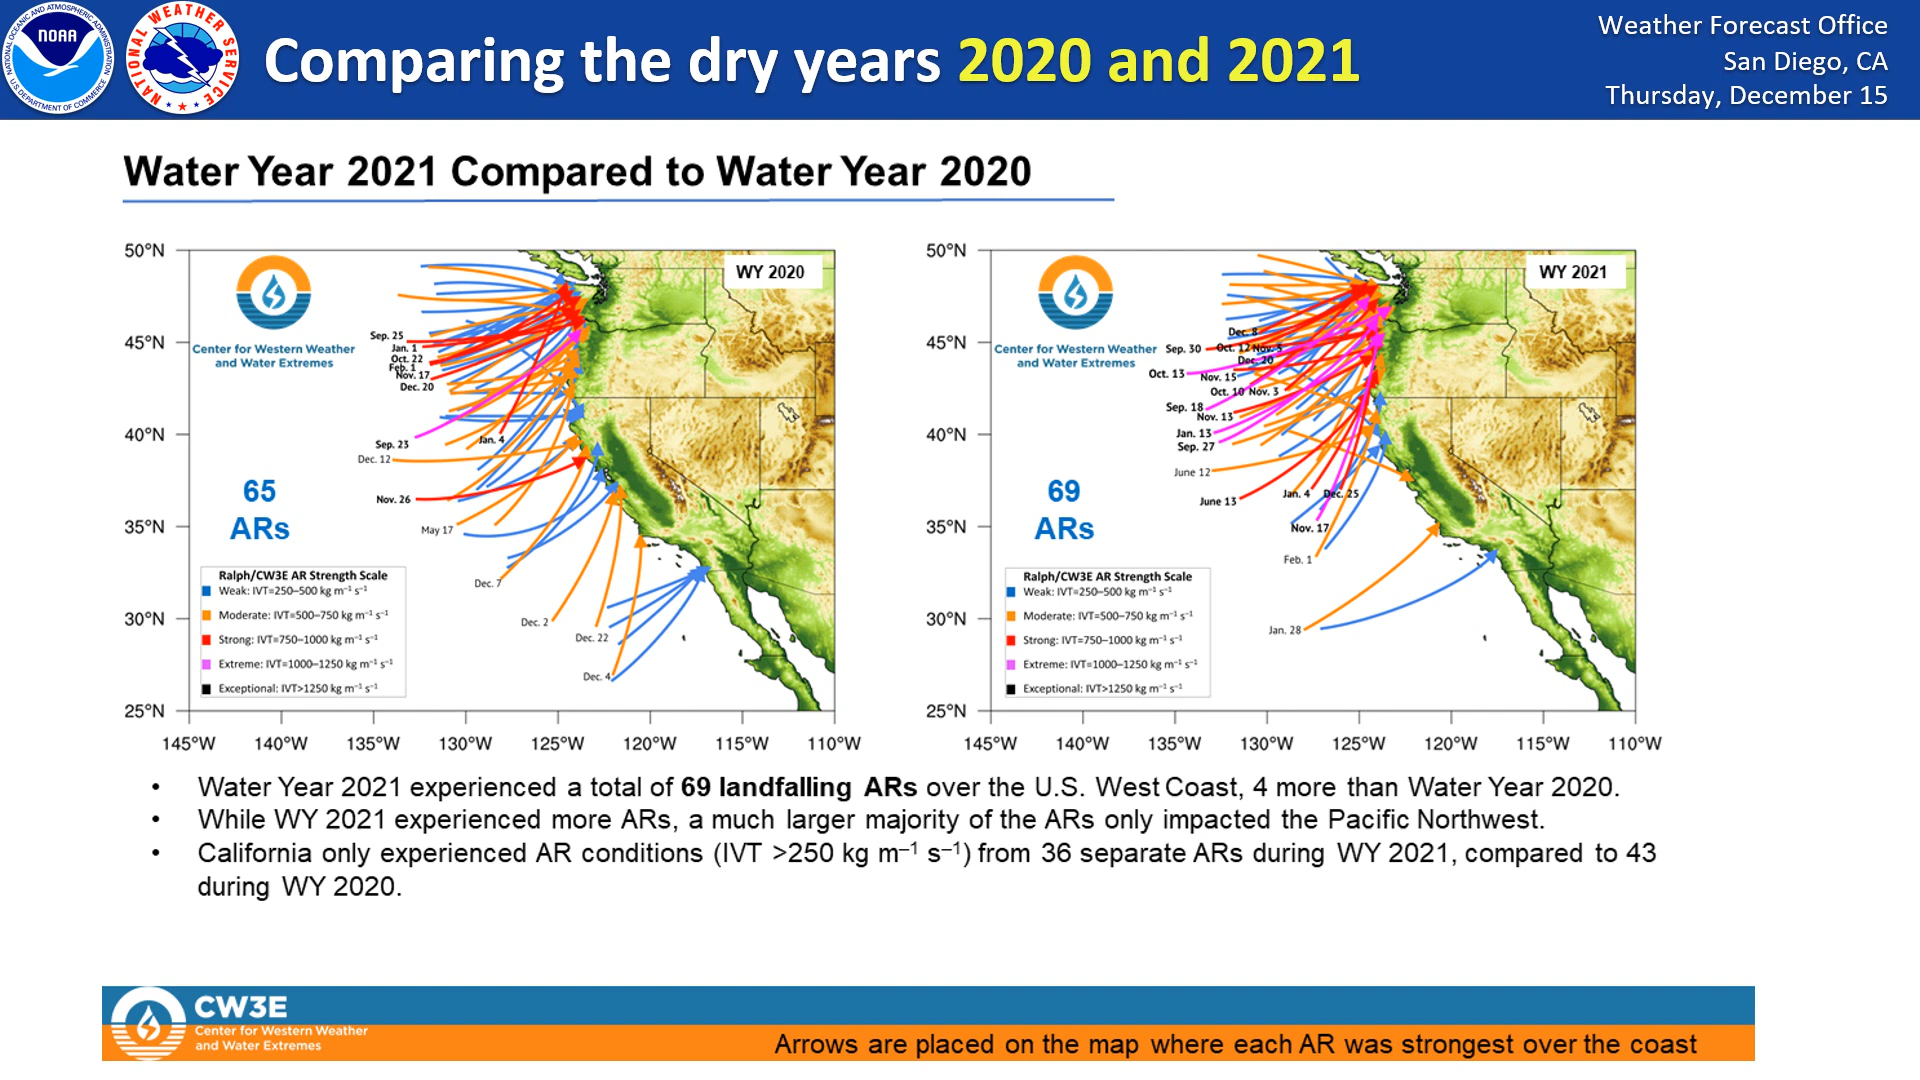 NOAA
NATIONAL OCEANIC AND ATMOSPHERIC ADMINISTRATION
U.S. DEPARTMENT OF COMMERCE
NATIONAL WEATHER SERVICE
Comparing the dry years 2020 and 2021
Weather Forecast Office
San Diego, CA
Thursday, December 15
Water Year 2021 Compared to Water Year 2020
50°N
45°N
40°N
35°N
30°N
25°N
145°W 140°W 135°W 130°W 125°W 120°W 115°W 110°W
WY 2020
Center for Western Weather
and Water Extremes
Sep. 25
Jan. 1
Oct. 22
Feb. 1
Nov. 17
Dec. 20
Sep. 23
Jan. 4
Dec. 12
Nov. 26
May 17
Dec. 7
Dec. 2
Dec. 22
Dec. 4
65
ARs
Ralph/CW3E AR Strength Scale
Weak: IVT=250–500 kg m⁻¹ s⁻¹
Moderate: IVT=500–750 kg m⁻¹ s⁻¹
Strong: IVT=750–1000 kg m⁻¹ s⁻¹
Extreme: IVT=1000–1250 kg m⁻¹ s⁻¹
Exceptional: IVT>1250 kg m⁻¹ s⁻¹
50°N
45°N
40°N
35°N
30°N
25°N
145°W 140°W 135°W 130°W 125°W 120°W 115°W 110°W
WY 2021
Center for Western Weather
and Water Extremes
Dec. 8
Sep. 30
Oct. 12
Nov. 5
Dec. 20
Oct. 13
Nov. 15
Oct. 10
Nov. 3
Sep. 18
Nov. 13
Jan. 13
Sep. 27
June 12
June 13
Jan. 4
Dec. 25
Nov. 17
Feb. 1
Jan. 28
69
ARs
Ralph/CW3E AR Strength Scale
Weak: IVT=250–500 kg m⁻¹ s⁻¹
Moderate: IVT=500–750 kg m⁻¹ s⁻¹
Strong: IVT=750–1000 kg m⁻¹ s⁻¹
Extreme: IVT=1000–1250 kg m⁻¹ s⁻¹
Exceptional: IVT>1250 kg m⁻¹ s⁻¹
• Water Year 2021 experienced a total of 69 landfalling ARs over the U.S. West Coast, 4 more than Water Year 2020.
• While WY 2021 experienced more ARs, a much larger majority of the ARs only impacted the Pacific Northwest.
• California only experienced AR conditions (IVT >250 kg m⁻¹ s⁻¹) from 36 separate ARs during WY 2021, compared to 43
during WY 2020.
CW3E
Center for Western Weather
and Water Extremes
Arrows are placed on the map where each AR was strongest over the coast